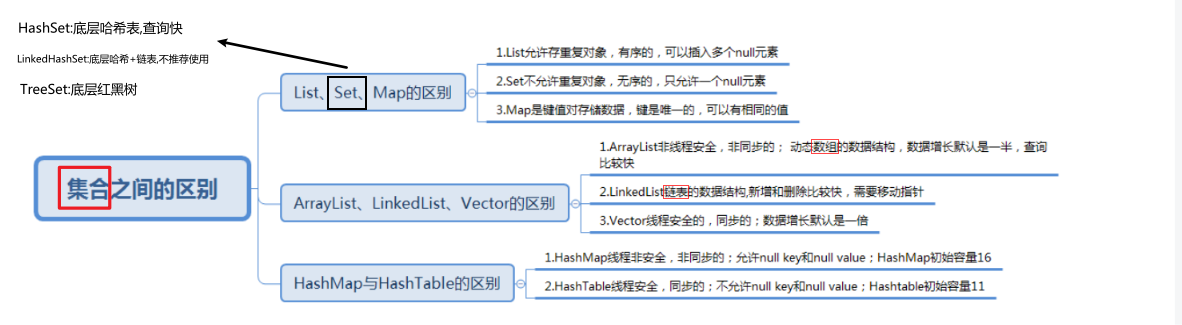 HashSet:底层哈希表,查询快
LinkedHashSet:底层哈希+链表,不推荐使用
TreeSet:底层红黑树
集合之间的区别
List、Set、Map的区别
1.List允许存重复对象，有序的，可以插入多个null元素
2.Set不允许重复对象，无序的，只允许一个null元素
3.Map是键值对存储数据，键是唯一的，可以有相同的值
ArrayList、LinkedList、Vector的区别
1.ArrayList非线程安全，非同步的； 动态数组的数据结构，数据增长默认是一半，查询
比较快
2.LinkedList链表的数据结构,新增和删除比较快，需要移动指针
3.Vector线程安全的，同步的；数据增长默认是一倍
HashMap与HashTable的区别
1.HashMap线程非安全，非同步的；允许null key和null value；HashMap初始容量16
2.HashTable线程安全，同步的；不允许null key和null value；Hashtable初始容量11